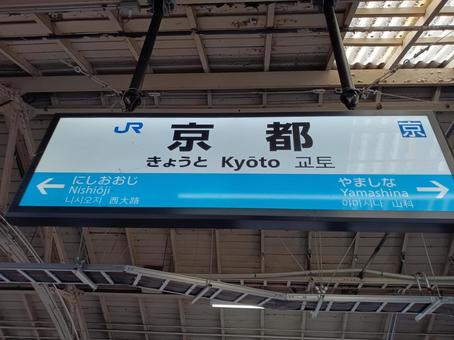 JR 京都 京
きょうと Kyōto 교토
にしおおじ
Nishiōji
니시오지 西大路
やましな
Yamashina
야마시나 山科